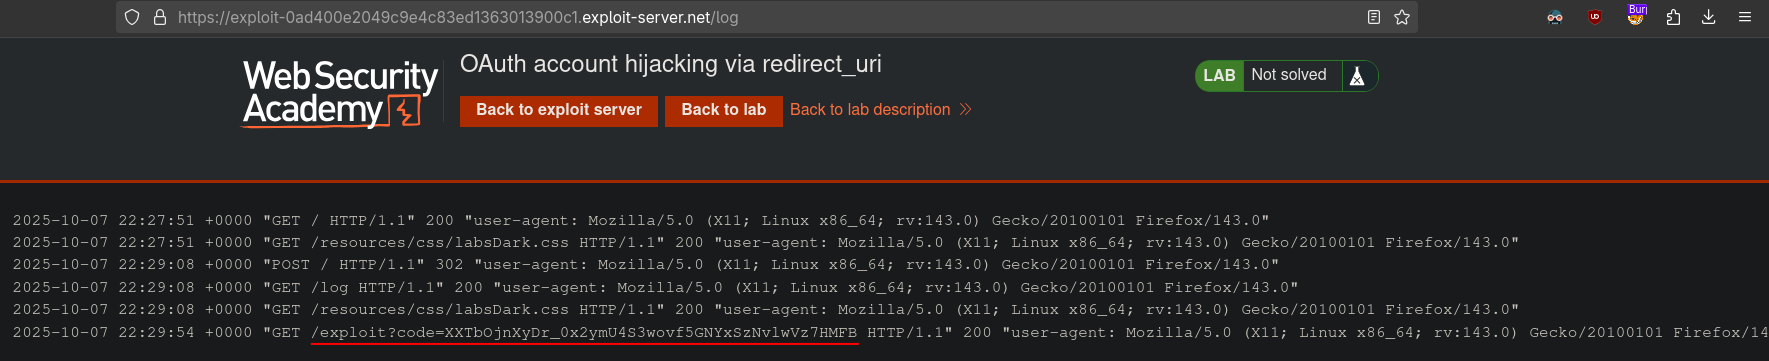 https://exploit-0ad400e2049c9e4c83ed1363013900c1.exploit-server.net/log
Bur
WebSecurity
Academy
OAuth account hijacking via redirect_uri
LAB Not solved
Back to exploit server Back to lab Back to lab description
2025-10-07 22:27:51 +0000 "GET / HTTP/1.1" 200 "user-agent: Mozilla/5.0 (X11; Linux x86_64; rv:143.0) Gecko/20100101 Firefox/143.0"
2025-10-07 22:27:51 +0000 "GET /resources/css/labsDark.css HTTP/1.1" 200 "user-agent: Mozilla/5.0 (X11; Linux x86_64; rv:143.0) Gecko/20100101 Firefox/143.0"
2025-10-07 22:29:08 +0000 "POST / HTTP/1.1" 302 "user-agent: Mozilla/5.0 (X11; Linux x86_64; rv:143.0) Gecko/20100101 Firefox/143.0"
2025-10-07 22:29:08 +0000 "GET /log HTTP/1.1" 200 "user-agent: Mozilla/5.0 (X11; Linux x86_64; rv:143.0) Gecko/20100101 Firefox/143.0"
2025-10-07 22:29:08 +0000 "GET /resources/css/labsDark.css HTTP/1.1" 200 "user-agent: Mozilla/5.0 (X11; Linux x86_64; rv:143.0) Gecko/20100101 Firefox/143.0"
2025-10-07 22:29:54 +0000 "GET /exploit?code=XXTbOjnXyDr_0x2ymU4S3wovf5GNYxSzNvlwVz7HMFB HTTP/1.1" 200 "user-agent: Mozilla/5.0 (X11; Linux x86_64; rv:143.0) Gecko/20100101 Firefox/14